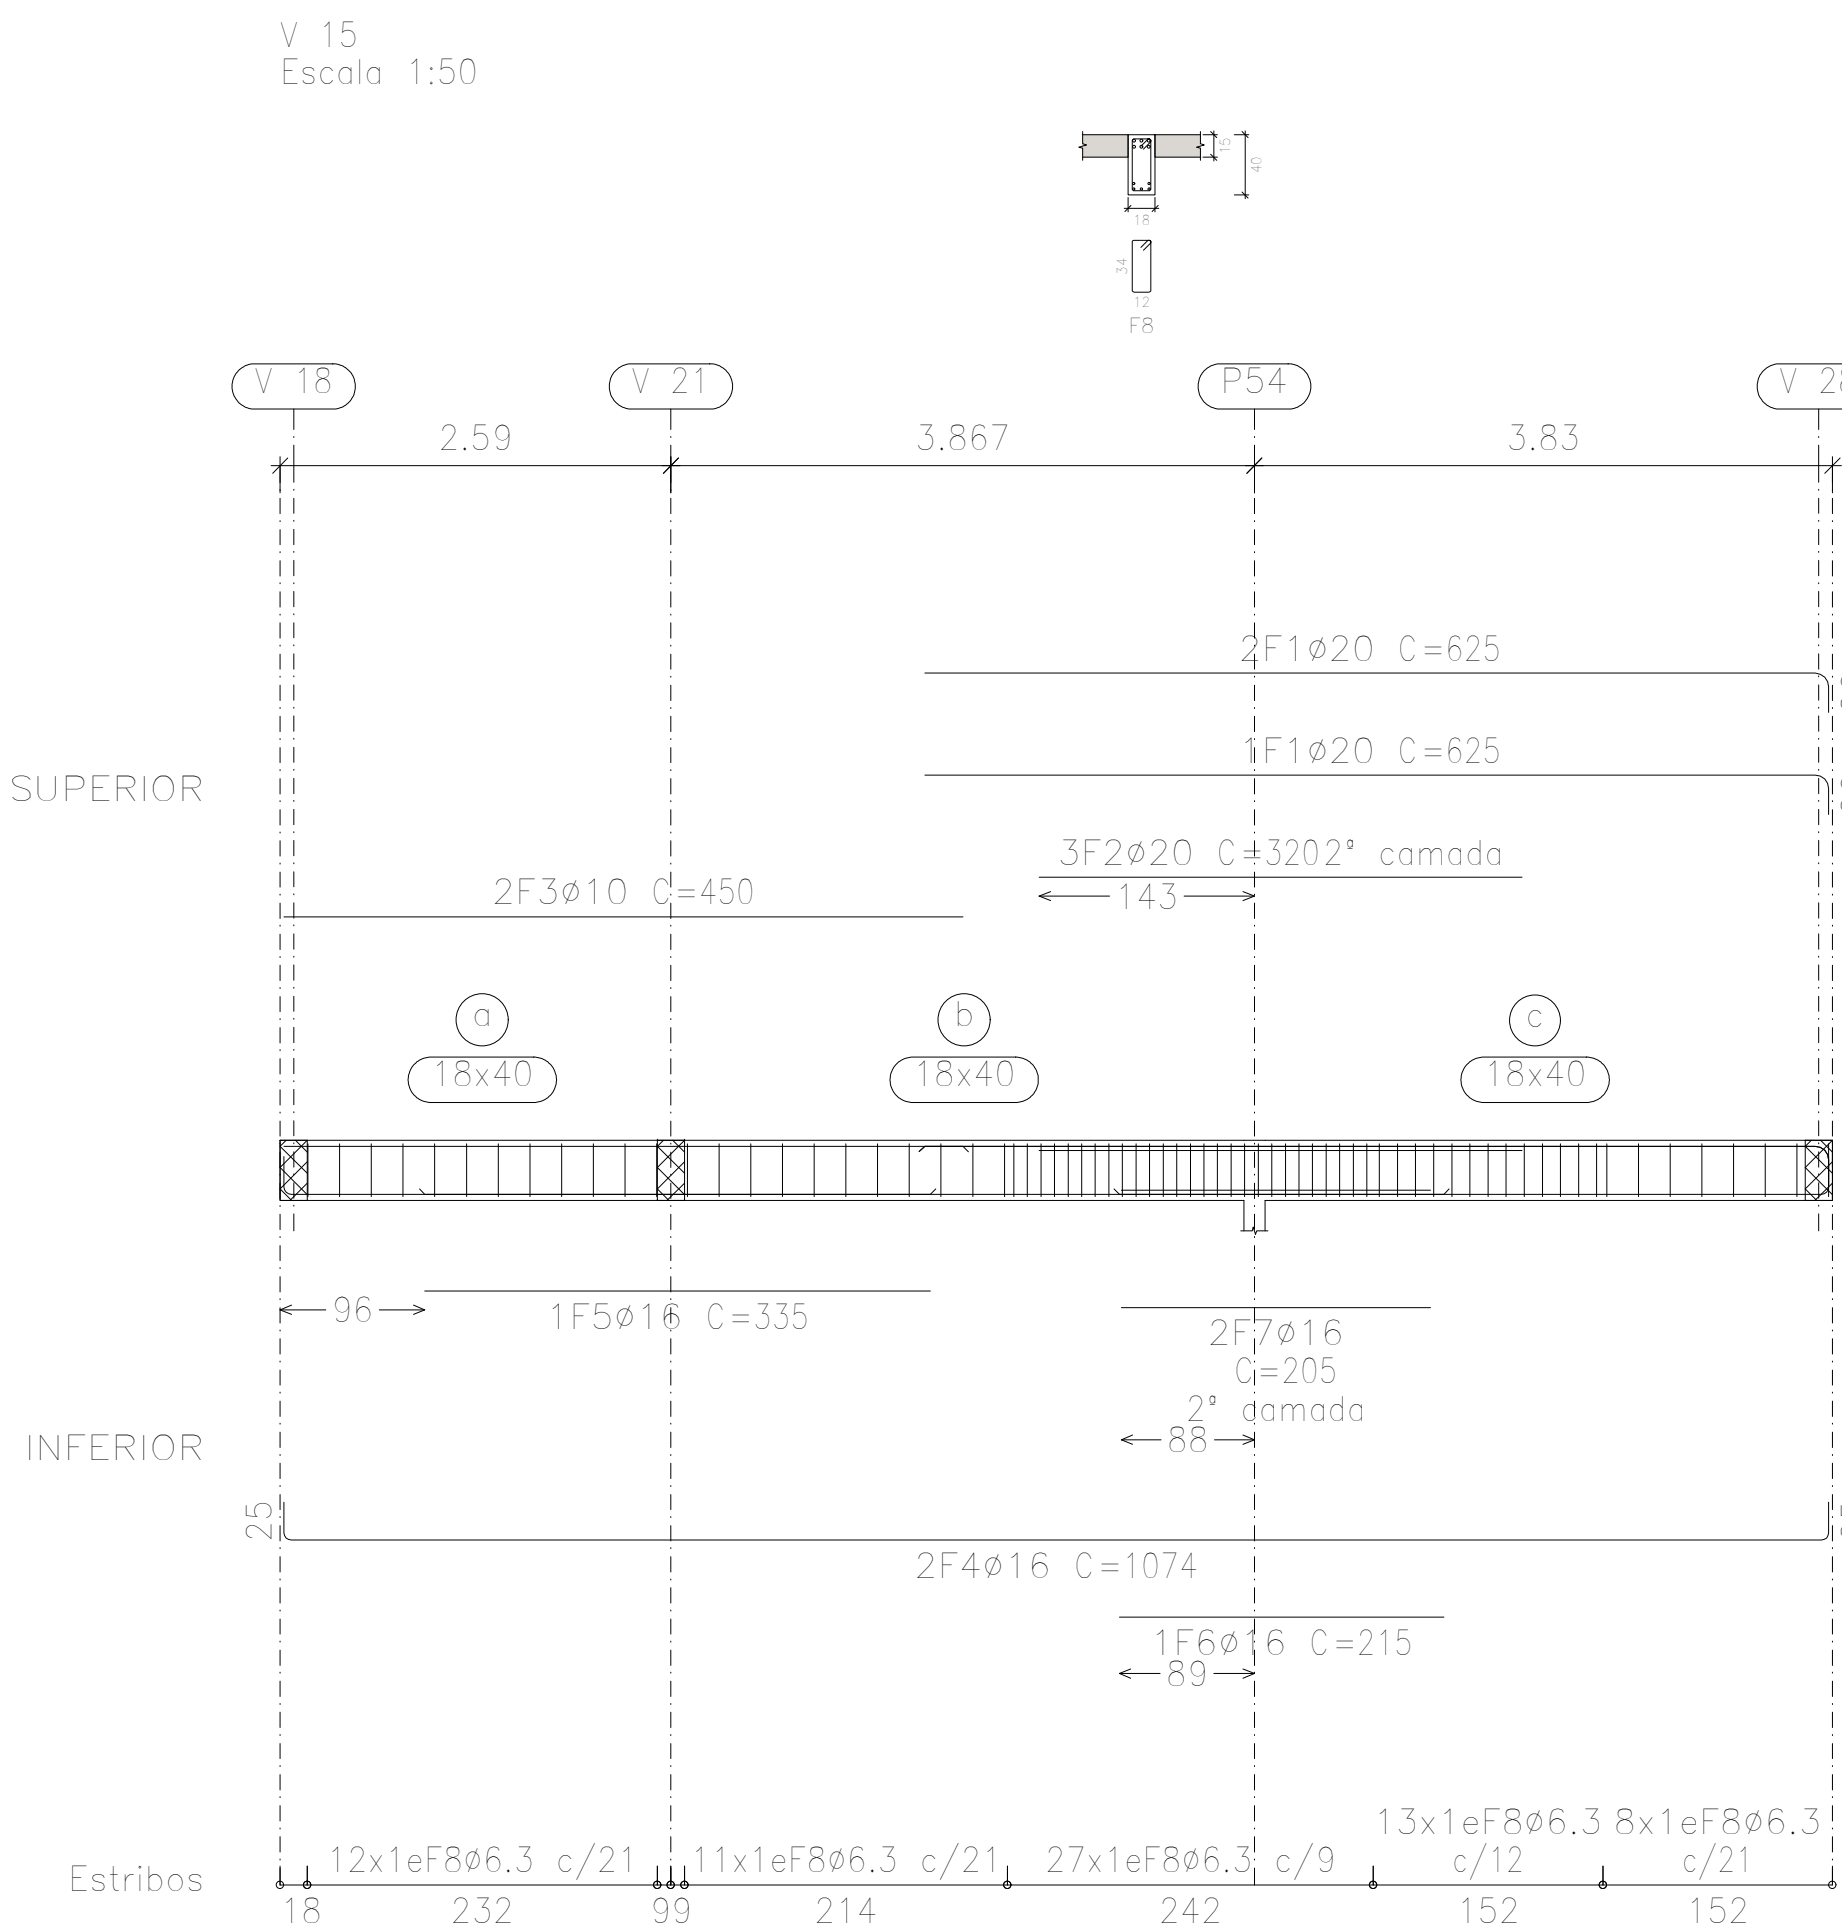 V 15
Escala 1:50
15
40
18
34
12
F8
V 18
V 21
P54
2.59
3.867
3.83
2F1ø20 C=625
SUPERIOR
1F1ø20 C=625
3F2ø20 C=3202ª camada
143
2F3ø10 C=450
a
b
c
18x40
18x40
18x40
96
1F5ø16 C=335
2F7ø16
C=205
2ª camada
88
INFERIOR
25
2F4ø16 C=1074
1F6ø16 C=215
89
Estribos
12x1eF8ø6.3 c/21
11x1eF8ø6.3 c/21
27x1eF8ø6.3 c/9
13x1eF8ø6.3
c/12
8x1eF8ø6.3
c/21
18
232
99
214
242
152
152